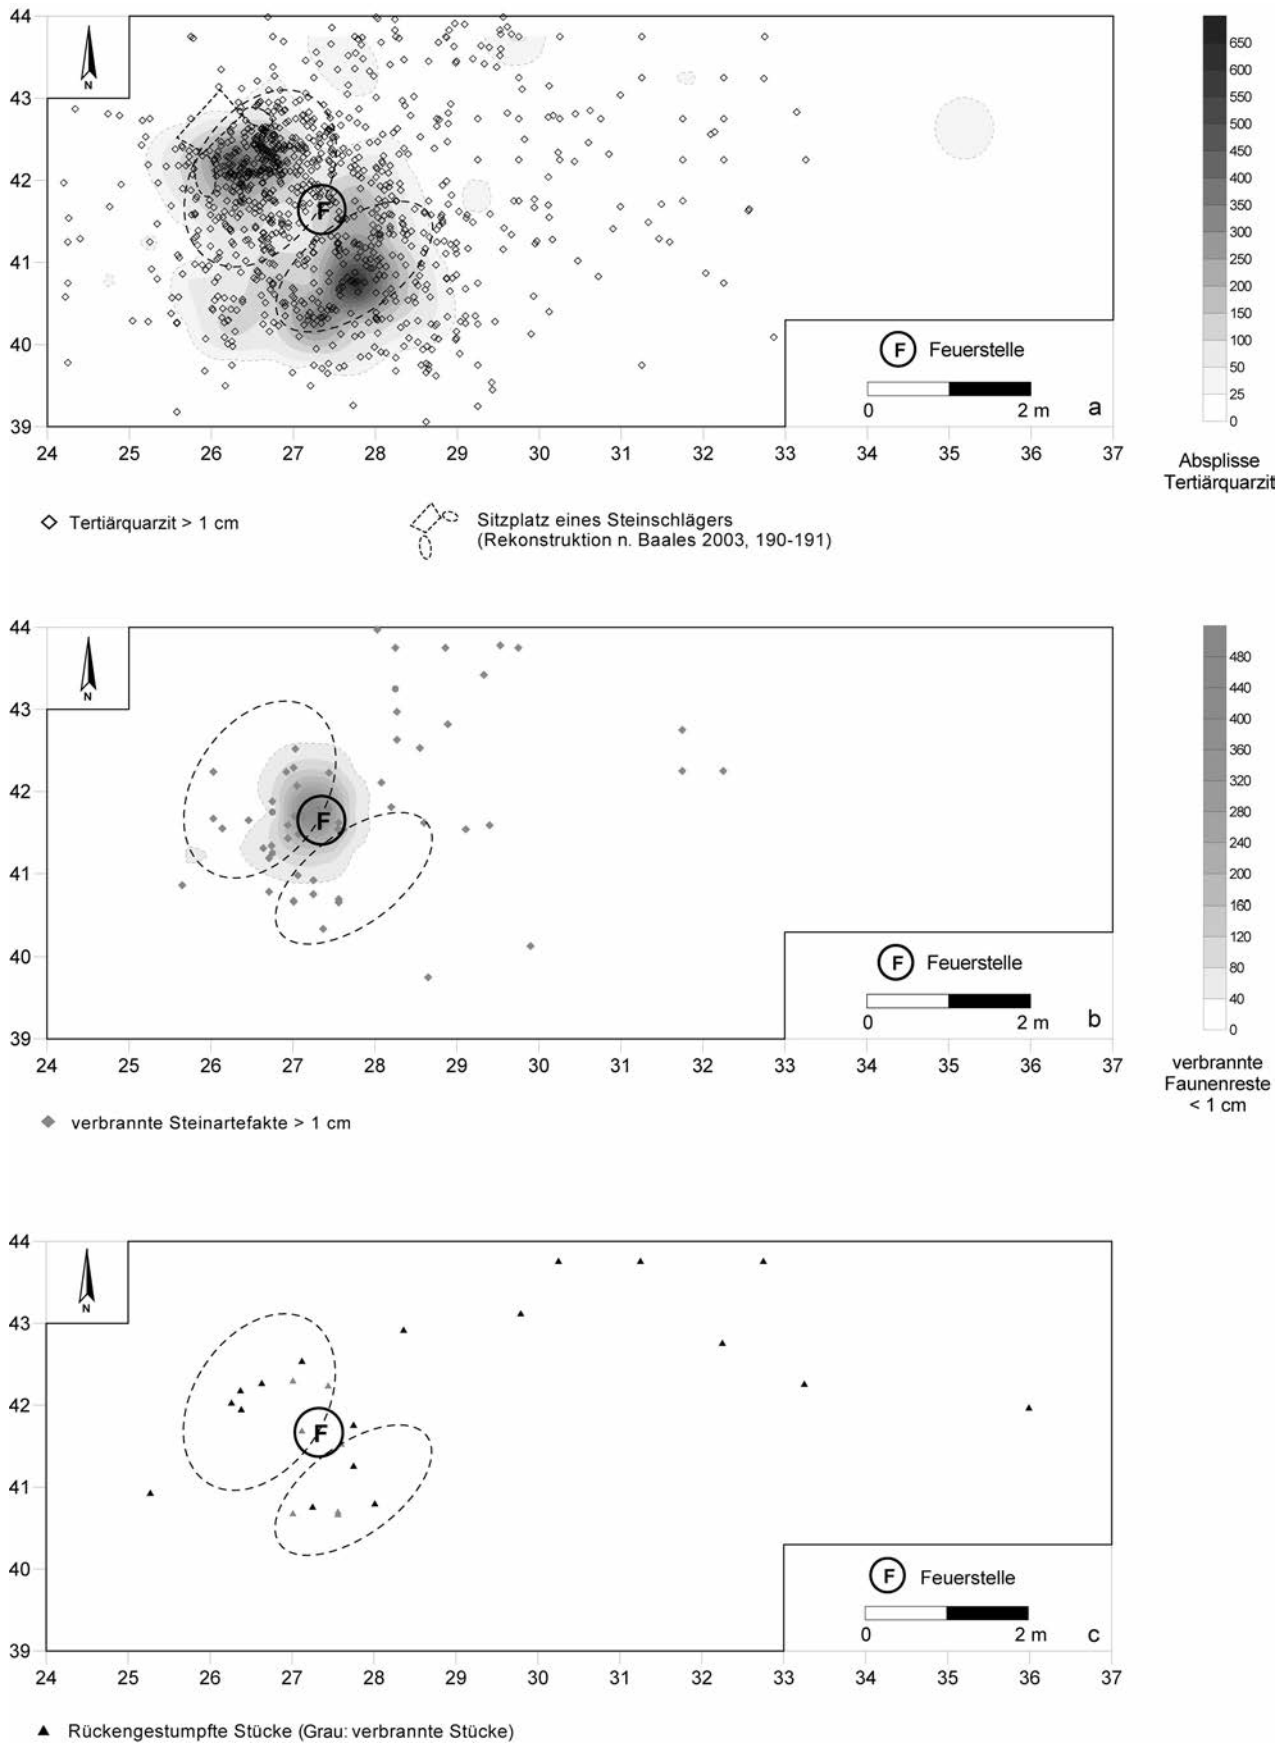 44
43
42
41
40
39
24 25 26 27 28 29 30 31 32 33 34 35 36 37
N
F
F Feuerstelle
0 2 m
a
650
600
550
500
450
400
350
300
250
200
150
100
50
25
0
Absplisse
Tertiärquarzit
Tertiärquarzit > 1 cm
Sitzplatz eines Steinschlägers
(Rekonstruktion n. Baales 2003, 190-191)
44
43
42
41
40
39
24 25 26 27 28 29 30 31 32 33 34 35 36 37
N
F
F Feuerstelle
0 2 m
b
480
440
400
360
320
280
240
200
160
120
80
40
0
verbrannte
Faunenreste
< 1 cm
verbrannte Steinartefakte > 1 cm
44
43
42
41
40
39
24 25 26 27 28 29 30 31 32 33 34 35 36 37
N
F
F Feuerstelle
0 2 m
c
Rückengestumpfte Stücke (Grau: verbrannte Stücke)